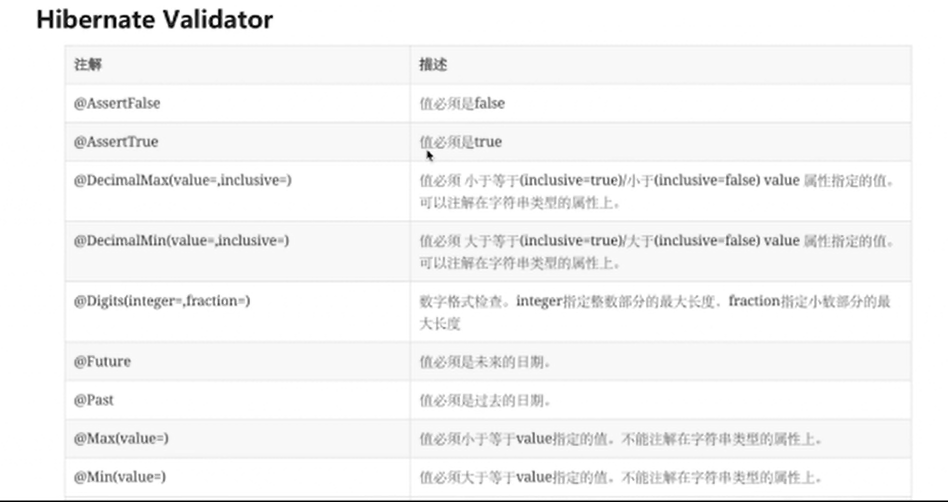 Hibernate Validator
注解 描述
@AssertFalse 值必须是false
@AssertTrue 值必须是true
@DecimalMax(value=,inclusive=) 值必须 小于等于(inclusive=true)/小于(inclusive=false) value 属性指定的值。
可以注解在字符串类型的属性上。
@DecimalMin(value=,inclusive=) 值必须 大于等于(inclusive=true)/大于(inclusive=false) value 属性指定的值。
可以注解在字符串类型的属性上。
@Digits(integer=,fraction=) 数字格式检查。integer指定整数部分的最大长度，fraction指定小数部分的最
大长度
@Future 值必须是未来的日期。
@Past 值必须是过去的日期。
@Max(value=) 值必须小于等于value指定的值。不能注解在字符串类型的属性上。
@Min(value=) 值必须大于等于value指定的值。不能注解在字符串类型的属性上。